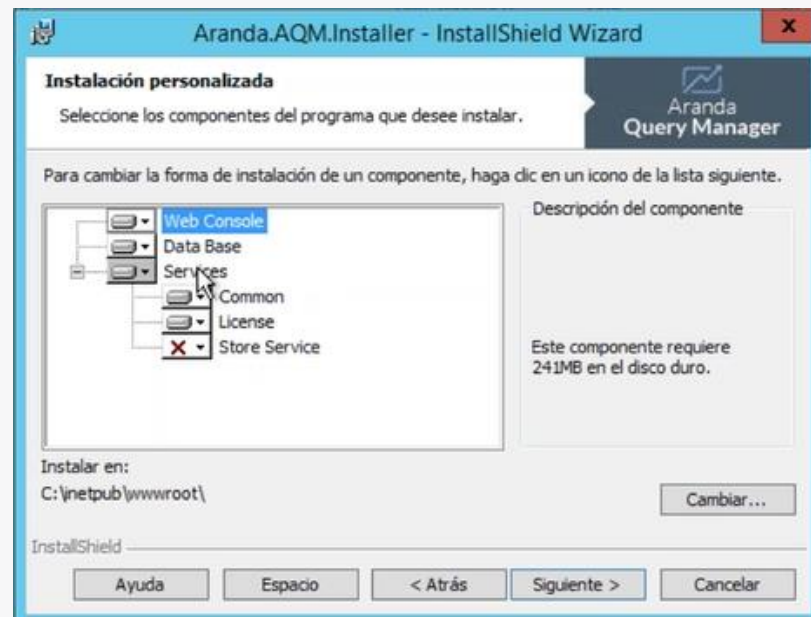 Aranda.AQM.Installer - InstallShield Wizard
x
Instalación personalizada
Seleccione los componentes del programa que desee instalar.
Aranda
Query Manager
Para cambiar la forma de instalación de un componente, haga clic en un icono de la lista siguiente.
Web Console
Data Base
Services
Common
License
Store Service
Descripción del componente
Este componente requiere
241MB en el disco duro.
Instalar en:
C:\inetpub\wwwroot\
Cambiar...
InstallShield
Ayuda
Espacio
< Atrás
Siguiente >
Cancelar